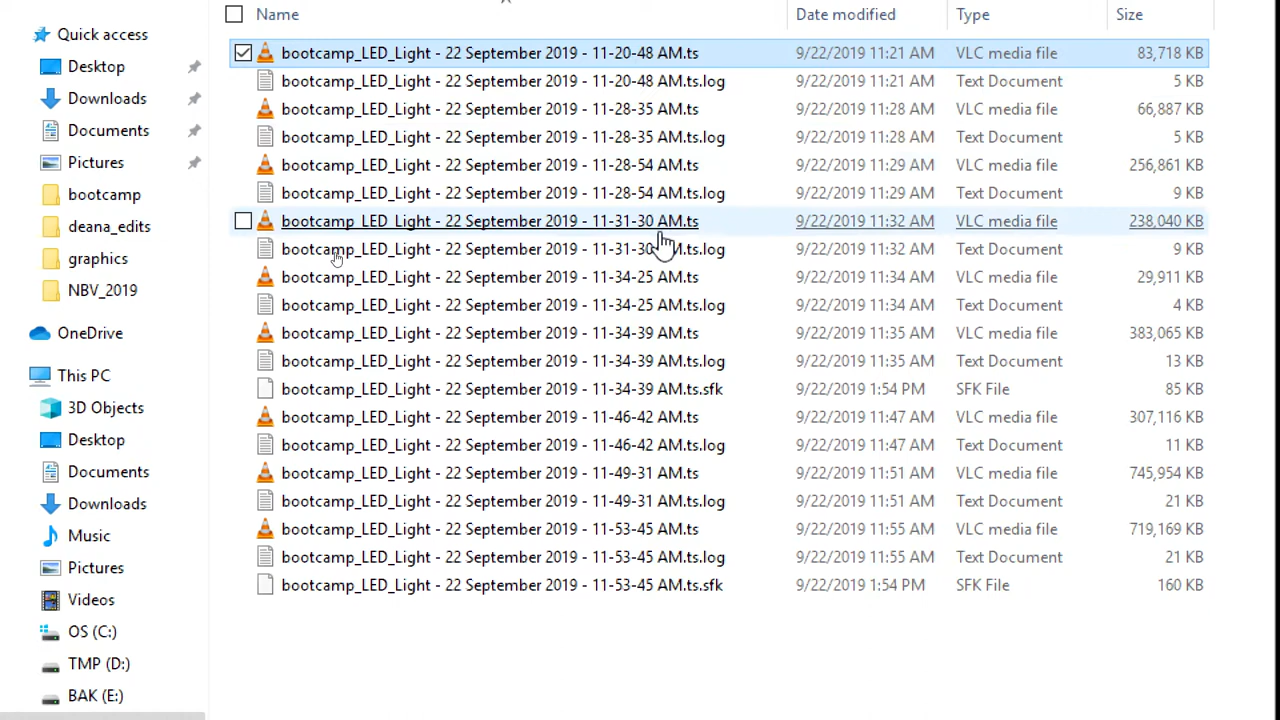 Name Date modified Type Size
Quick access
Desktop
Downloads
Documents
Pictures
bootcamp
deana_edits
graphics
NBV_2019
OneDrive
This PC
3D Objects
Desktop
Documents
Downloads
Music
Pictures
Videos
OS (C:)
TMP (D:)
BAK (E:)
bootcamp_LED_Light - 22 September 2019 - 11-20-48 AM.ts 9/22/2019 11:21 AM VLC media file 83,718 KB
bootcamp_LED_Light - 22 September 2019 - 11-20-48 AM.ts.log 9/22/2019 11:21 AM Text Document 5 KB
bootcamp_LED_Light - 22 September 2019 - 11-28-35 AM.ts 9/22/2019 11:28 AM VLC media file 66,887 KB
bootcamp_LED_Light - 22 September 2019 - 11-28-35 AM.ts.log 9/22/2019 11:28 AM Text Document 5 KB
bootcamp_LED_Light - 22 September 2019 - 11-28-54 AM.ts 9/22/2019 11:29 AM VLC media file 256,861 KB
bootcamp_LED_Light - 22 September 2019 - 11-28-54 AM.ts.log 9/22/2019 11:29 AM Text Document 9 KB
bootcamp_LED_Light - 22 September 2019 - 11-31-30 AM.ts 9/22/2019 11:32 AM VLC media file 238,040 KB
bootcamp_LED_Light - 22 September 2019 - 11-31-30 AM.ts.log 9/22/2019 11:32 AM Text Document 9 KB
bootcamp_LED_Light - 22 September 2019 - 11-34-25 AM.ts 9/22/2019 11:34 AM VLC media file 29,911 KB
bootcamp_LED_Light - 22 September 2019 - 11-34-25 AM.ts.log 9/22/2019 11:34 AM Text Document 4 KB
bootcamp_LED_Light - 22 September 2019 - 11-34-39 AM.ts 9/22/2019 11:35 AM VLC media file 383,065 KB
bootcamp_LED_Light - 22 September 2019 - 11-34-39 AM.ts.log 9/22/2019 11:35 AM Text Document 13 KB
bootcamp_LED_Light - 22 September 2019 - 11-34-39 AM.ts.sfk 9/22/2019 1:54 PM SFK File 85 KB
bootcamp_LED_Light - 22 September 2019 - 11-46-42 AM.ts 9/22/2019 11:47 AM VLC media file 307,116 KB
bootcamp_LED_Light - 22 September 2019 - 11-46-42 AM.ts.log 9/22/2019 11:47 AM Text Document 11 KB
bootcamp_LED_Light - 22 September 2019 - 11-49-31 AM.ts 9/22/2019 11:51 AM VLC media file 745,954 KB
bootcamp_LED_Light - 22 September 2019 - 11-49-31 AM.ts.log 9/22/2019 11:51 AM Text Document 21 KB
bootcamp_LED_Light - 22 September 2019 - 11-53-45 AM.ts 9/22/2019 11:55 AM VLC media file 719,169 KB
bootcamp_LED_Light - 22 September 2019 - 11-53-45 AM.ts.log 9/22/2019 11:55 AM Text Document 21 KB
bootcamp_LED_Light - 22 September 2019 - 11-53-45 AM.ts.sfk 9/22/2019 1:54 PM SFK File 160 KB